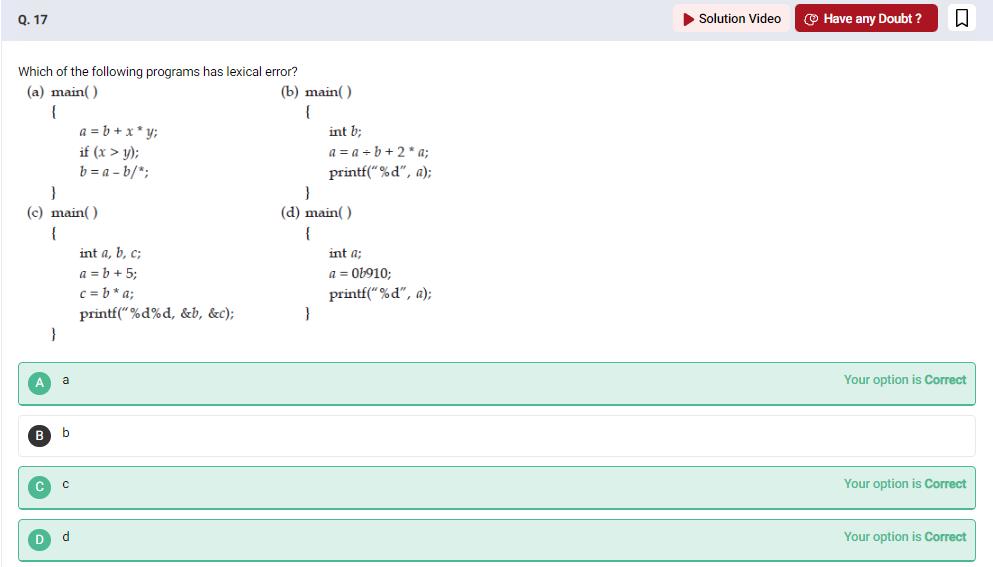 Q. 17 Solution Video Have any Doubt ?
Which of the following programs has lexical error?
(a) main( ) (b) main( )
{ {
a = b + x * y; int b;
if (x > y); a = a ÷ b + 2 * a;
b = a – b/*; printf(“%d”, a);
} }
(c) main( ) (d) main( )
{ {
int a, b, c; int a;
a = b + 5; a = 0b910;
c = b * a; printf(“%d”, a);
printf(“%d%d, &b, &c); }
}
A a Your option is Correct
B b
C c Your option is Correct
D d Your option is Correct